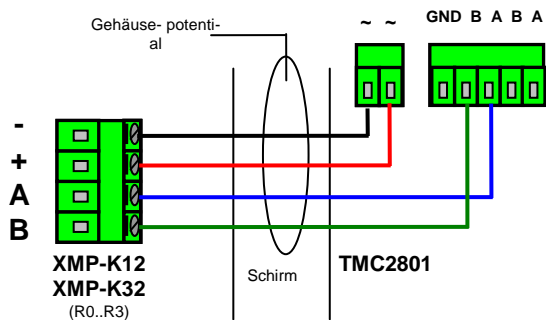 Gehäuse- potenti-
al
~ ~
GND B A B A
-
+
A
B
XMP-K12
XMP-K32
(R0..R3)
Schirm
TMC2801